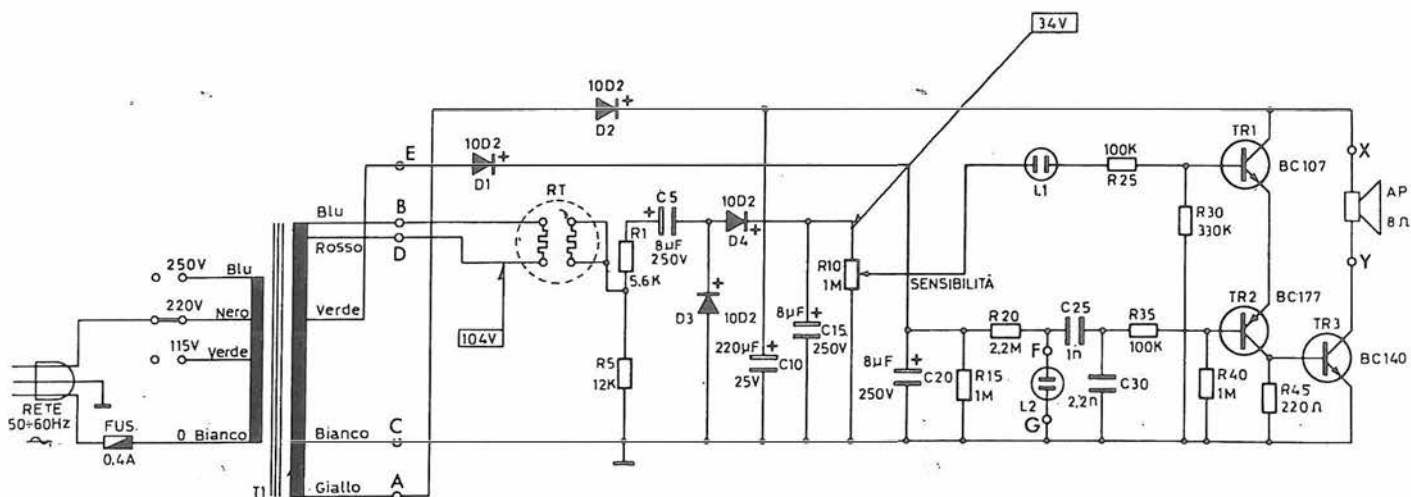 34V
10D2
D2
10D2
D1
E
RT
C5
8µF
250V
R1
5,6K
10D2
D4
D3
10D2
L1
100K
R25
TR1
BC107
R30
330K
X
AP
8Ω
Y
Blu
B
Rosso
D
Verde
104V
250V
Blu
220V
Nero
115V
Verde
RETE
50÷60Hz
FUS.
0,4A
0 Bianco
T1
R5
12K
220µF
C10
25V
8µF
C15
250V
R10
1M
SENSIBILITÀ
8µF
250V
C20
R15
1M
R20
2,2M
F
L2
G
C25
1n
2,2n
C30
R35
100K
TR2
BC177
R40
1M
R45
220Ω
TR3
BC140
Bianco
C
Giallo
A